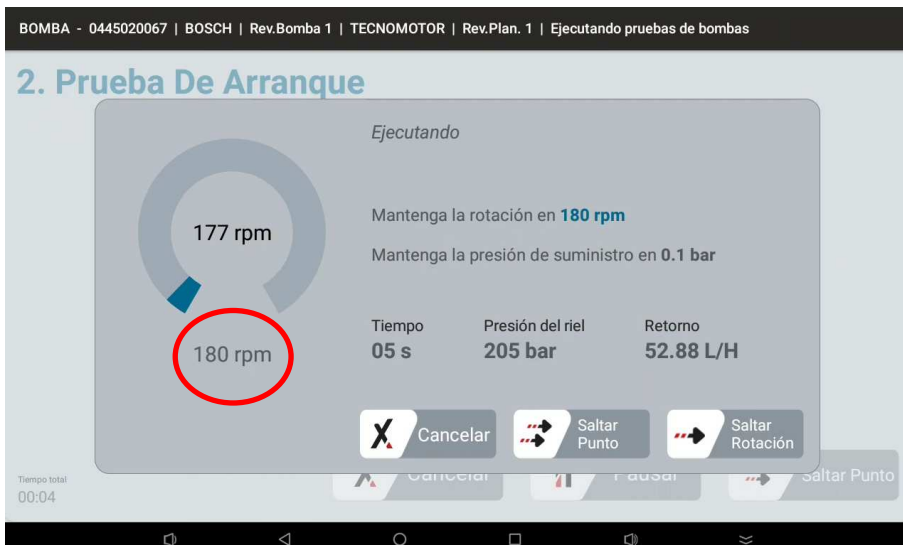 BOMBA - 0445020067 | BOSCH | Rev.Bomba 1 | TECNOMOTOR | Rev.Plan. 1 | Ejecutando pruebas de bombas
2. Prueba De Arranque
Ejecutando
177 rpm
Mantenga la rotación en 180 rpm
Mantenga la presión de suministro en 0.1 bar
180 rpm
Tiempo
05 s
Presión del riel
205 bar
Retorno
52.88 L/H
Cancelar
Saltar
Punto
Saltar
Rotación
Tiempo total
00:04
Cancelar
Pausar
Saltar Punto